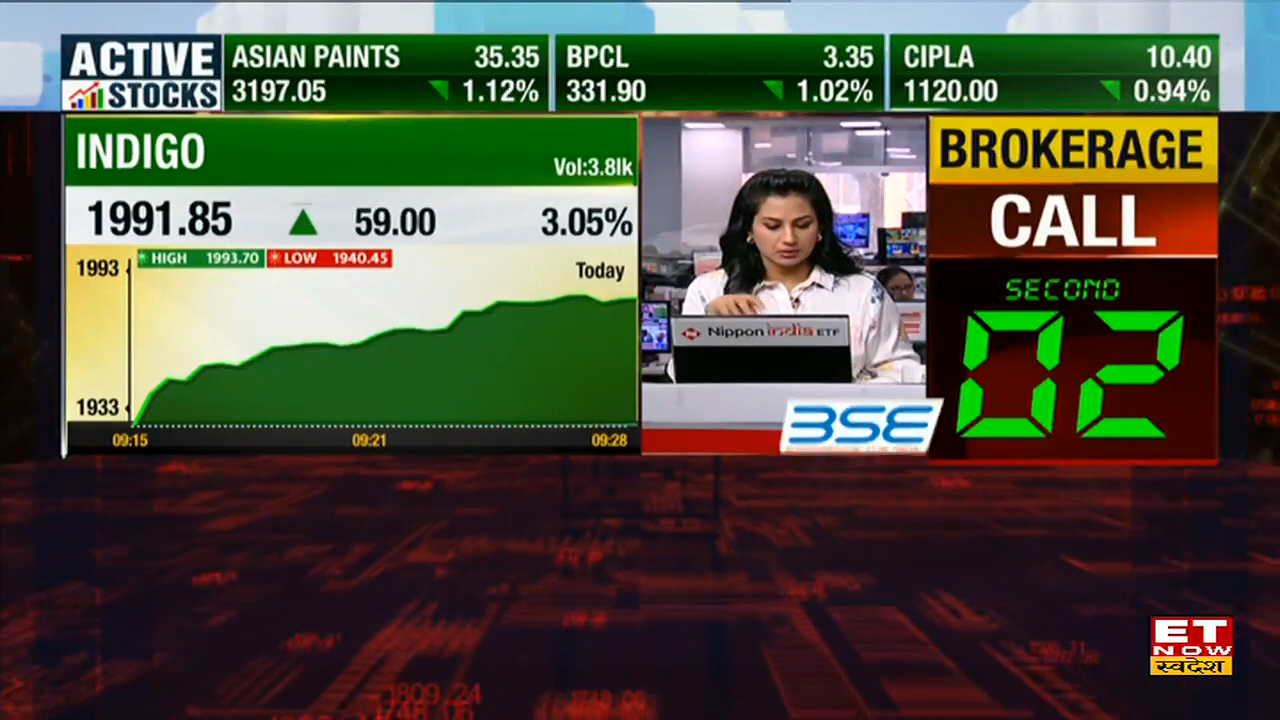 ACTIVE
STOCKS
ASIAN PAINTS 35.35
3197.05 1.12%
BPCL 3.35
331.90 1.02%
CIPLA 10.40
1120.00 0.94%
INDIGO
Vol:3.8lk
1991.85 59.00 3.05%
HIGH 1993.70 LOW 1940.45
Today
1993
1933
09:15 09:21 09:28
Nippon india ETF
BSE
BROKERAGE
CALL
SECOND
02
ET
NOW
स्वदेश
1809.24